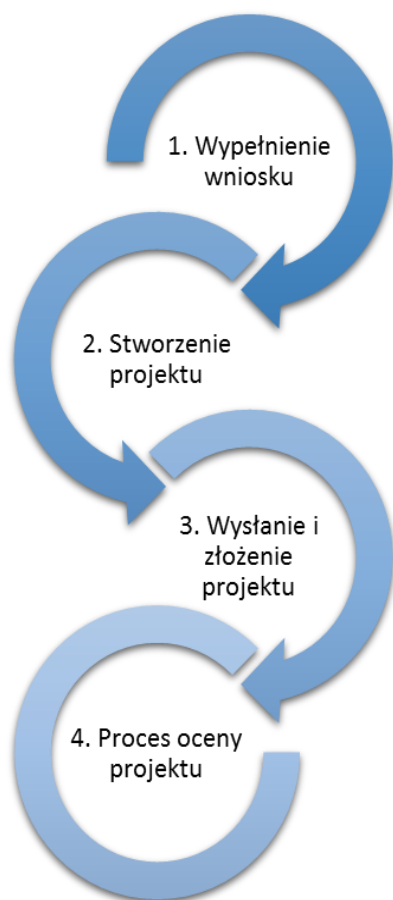 1. Wypełnienie
wniosku
2. Stworzenie
projektu
3. Wysłanie i
złożenie
projektu
4. Proces oceny
projektu